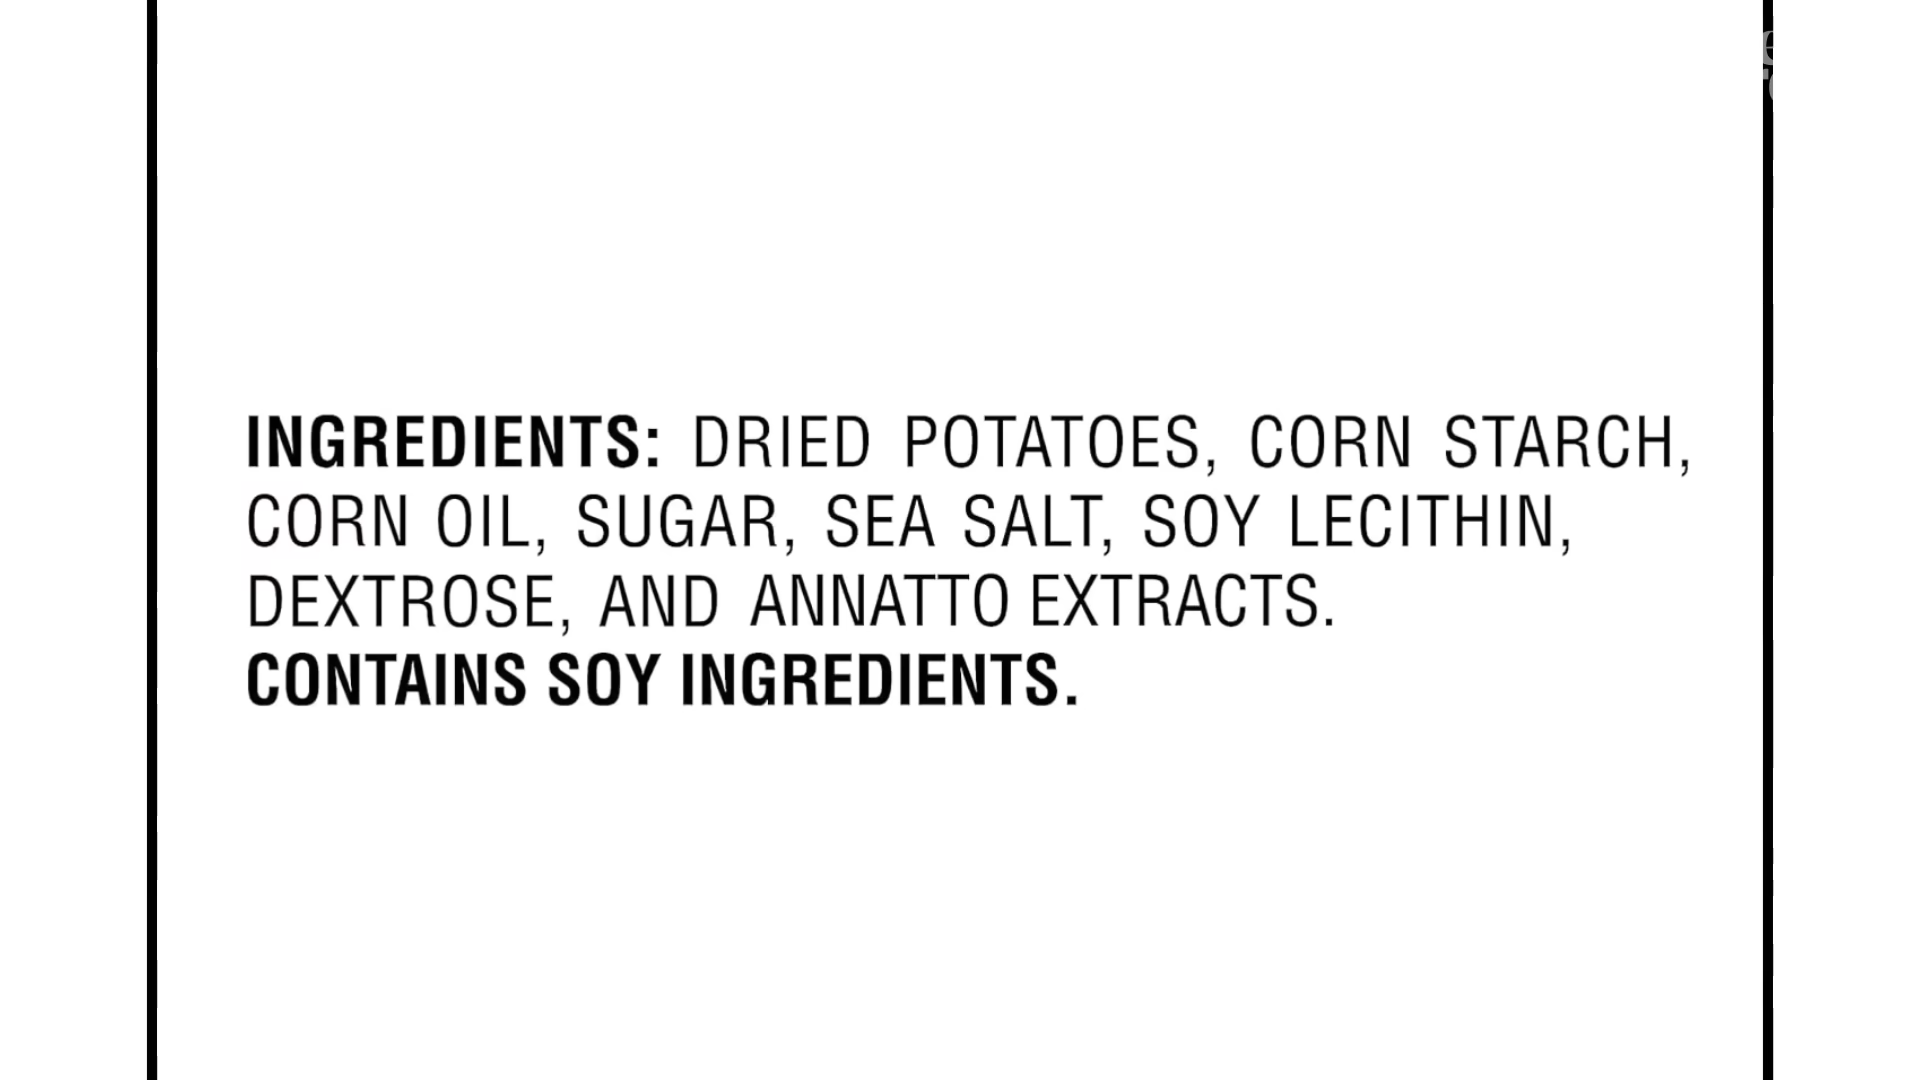 INGREDIENTS: DRIED POTATOES, CORN STARCH,
CORN OIL, SUGAR, SEA SALT, SOY LECITHIN,
DEXTROSE, AND ANNATTO EXTRACTS.
CONTAINS SOY INGREDIENTS.